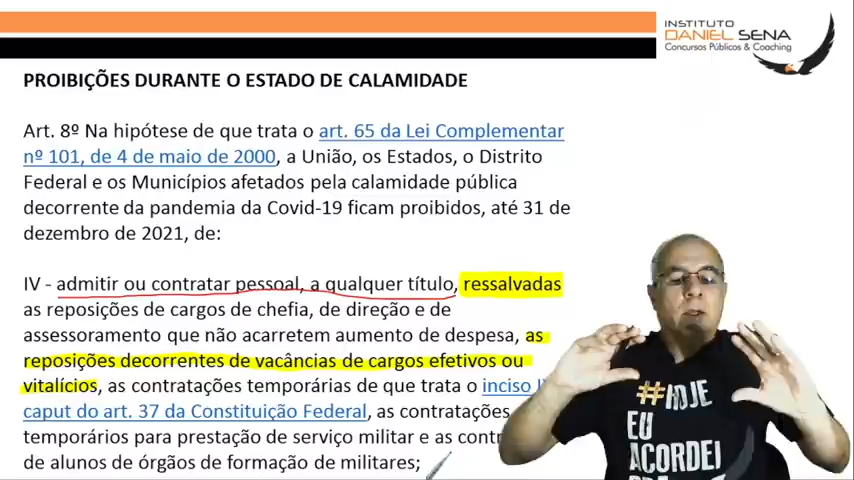 INSTITUTO
DANIEL SENA
Concursos Públicos & Coaching
PROIBIÇÕES DURANTE O ESTADO DE CALAMIDADE
Art. 8º Na hipótese de que trata o art. 65 da Lei Complementar
nº 101, de 4 de maio de 2000, a União, os Estados, o Distrito
Federal e os Municípios afetados pela calamidade pública
decorrente da pandemia da Covid-19 ficam proibidos, até 31 de
dezembro de 2021, de:
IV - admitir ou contratar pessoal, a qualquer título, ressalvadas
as reposições de cargos de chefia, de direção e de
assessoramento que não acarretem aumento de despesa, as
reposições decorrentes de vacâncias de cargos efetivos ou
vitalícios, as contratações temporárias de que trata o inciso
caput do art. 37 da Constituição Federal, as contratações
temporários para prestação de serviço militar e as
de alunos de órgãos de formação de militares;
#HOJE
EU
ACORDEI